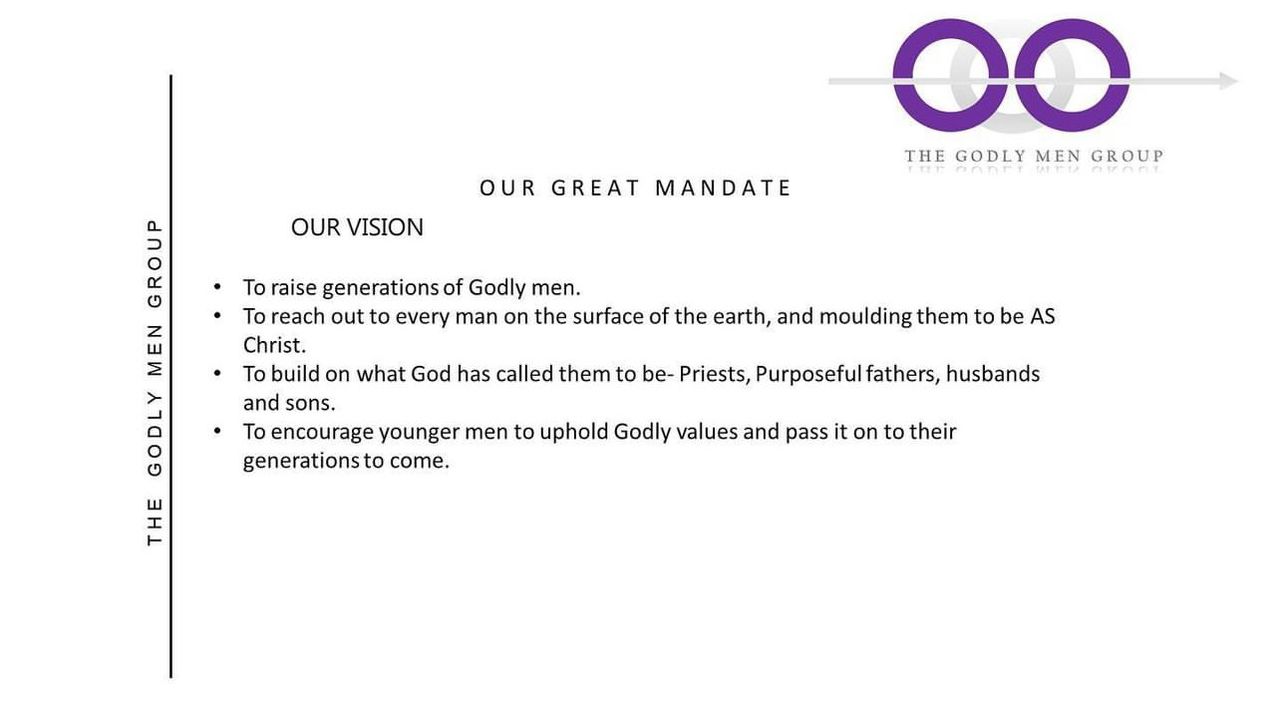 THE GODLY MEN GROUP
OUR GREAT MANDATE
OUR VISION
• To raise generations of Godly men.
• To reach out to every man on the surface of the earth, and moulding them to be AS
Christ.
• To build on what God has called them to be- Priests, Purposeful fathers, husbands
and sons.
• To encourage younger men to uphold Godly values and pass it on to their
generations to come.
THE GODLY MEN GROUP